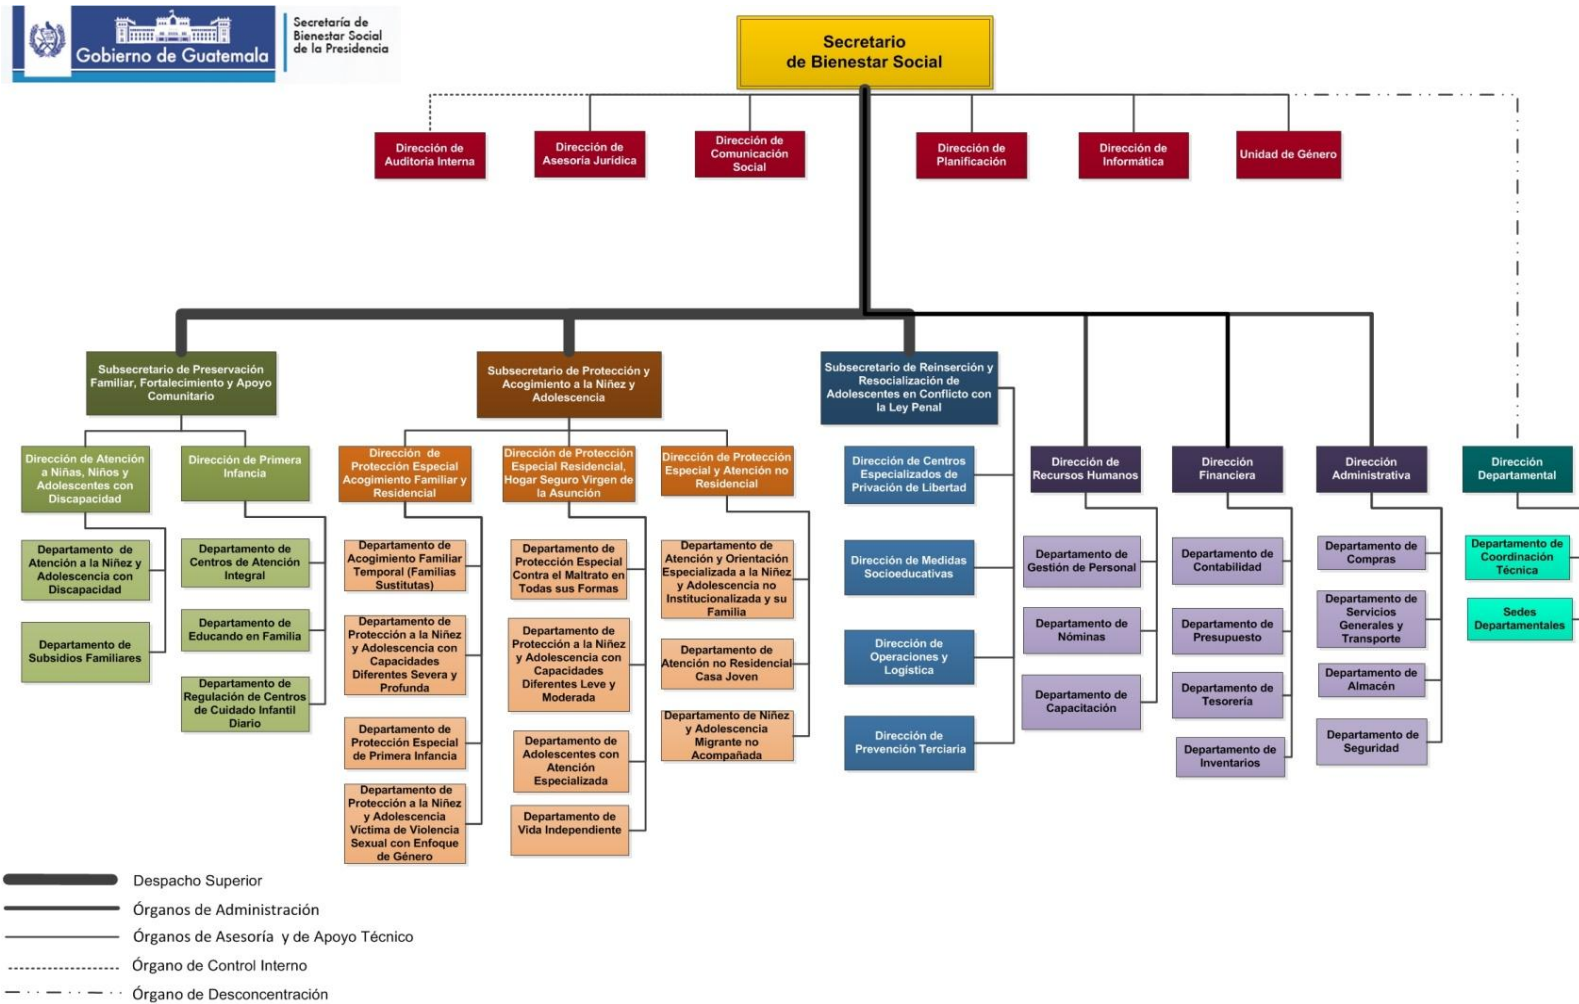 Gobierno de Guatemala
Secretaría de
Bienestar Social
de la Presidencia
Secretario
de Bienestar Social
Dirección de
Auditoria Interna
Dirección de
Asesoría Jurídica
Dirección de
Comunicación
Social
Dirección de
Planificación
Dirección de
Informática
Unidad de Género
Subsecretario de Preservación
Familiar, Fortalecimiento y Apoyo
Comunitario
Subsecretario de Protección y
Acogimiento a la Niñez y
Adolescencia
Subsecretario de Reinserción y
Resocialización de
Adolescentes en Conflicto con
la Ley Penal
Dirección de Atención
a Niñas, Niños y
Adolescentes con
Discapacidad
Dirección de Primera
Infancia
Dirección de
Protección Especial
Acogimiento Familiar y
Residencial
Dirección de Protección
Especial Residencial,
Hogar Seguro Virgen de
la Asunción
Dirección de Protección
Especial y Atención no
Residencial
Dirección de Centros
Especializados de
Privación de Libertad
Dirección de
Recursos Humanos
Dirección
Financiera
Dirección
Administrativa
Dirección
Departamental
Departamento de
Atención a la Niñez y
Adolescencia con
Discapacidad
Departamento de
Subsidios Familiares
Departamento de
Centros de Atención
Integral
Departamento de
Educando en Familia
Departamento de
Regulación de Centros
de Cuidado Infantil
Diario
Departamento de
Acogimiento Familiar
Temporal (Familias
Sustitutas)
Departamento de
Protección a la Niñez
y Adolescencia con
Capacidades
Diferentes Severa y
Profunda
Departamento de
Protección Especial
de Primera Infancia
Departamento de
Protección a la Niñez
y Adolescencia
Víctima de Violencia
Sexual con Enfoque
de Género
Departamento de
Protección Especial
Contra el Maltrato en
Todas sus Formas
Departamento de
Protección a la Niñez
y Adolescencia con
Capacidades
Diferentes Leve y
Moderada
Departamento de
Adolescentes con
Atención
Especializada
Departamento de
Vida Independiente
Departamento de
Atención y Orientación
Especializada a la Niñez
y Adolescencia no
Institucionalizada y su
Familia
Departamento de
Atención no Residencial
Casa Joven
Departamento de Niñez
y Adolescencia
Migrante no
Acompañada
Dirección de Medidas
Socioeducativas
Dirección de
Operaciones y
Logística
Dirección de
Prevención Terciaria
Departamento de
Gestión de Personal
Departamento de
Nóminas
Departamento de
Capacitación
Departamento de
Contabilidad
Departamento de
Presupuesto
Departamento de
Tesorería
Departamento de
Inventarios
Departamento de
Compras
Departamento de
Servicios
Generales y
Transporte
Departamento de
Almacén
Departamento de
Seguridad
Departamento de
Coordinación
Técnica
Sedes
Departamentales
Despacho Superior
Órganos de Administración
Órganos de Asesoría y de Apoyo Técnico
Órgano de Control Interno
Órgano de Desconcentración